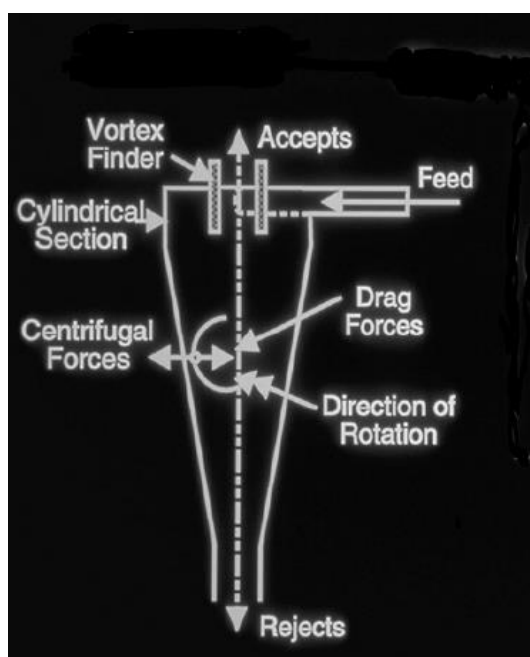 Vortex
Finder
Accepts
Feed
Cylindrical
Section
Drag
Forces
Centrifugal
Forces
Direction of
Rotation
Rejects